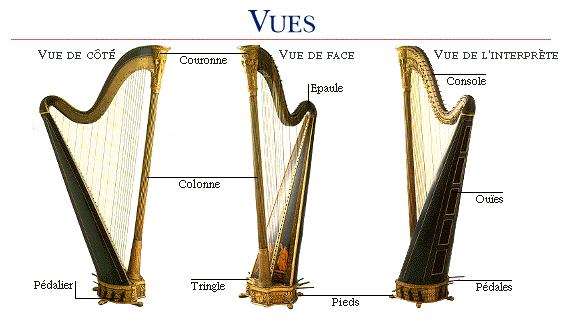 VUES
VUE DE CÔTÉ
VUE DE FACE
VUE DE L'INTERPRÈTE
Couronne
Console
Epaule
Colonne
Ouïes
Pédalier
Tringle
Pédales
Pieds